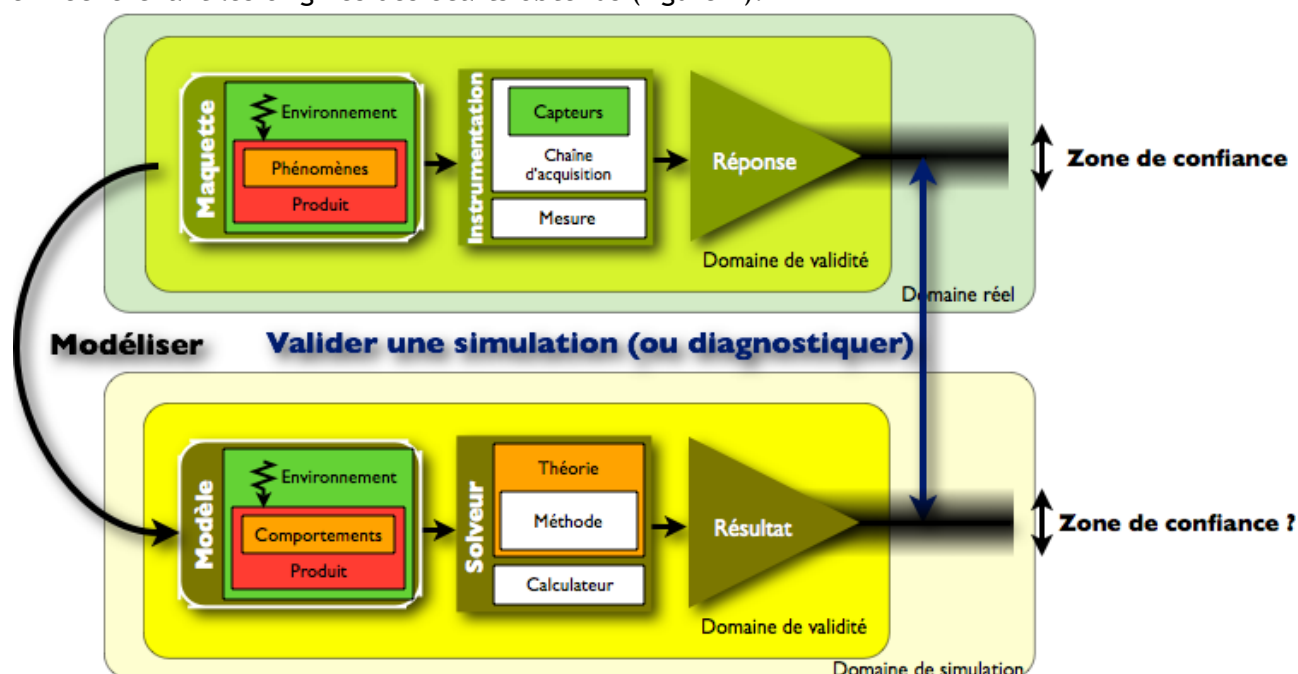 Maquette
Environnement
Phénomènes
Produit
Instrumentation
Capteurs
Chaîne
d'acquisition
Mesure
Réponse
Zone de confiance
Domaine de validité
Domaine réel
Modéliser
Valider une simulation (ou diagnostiquer)
Modèle
Environnement
Comportements
Produit
Solveur
Théorie
Méthode
Calculateur
Résultat
Zone de confiance ?
Domaine de validité
Domaine de simulation